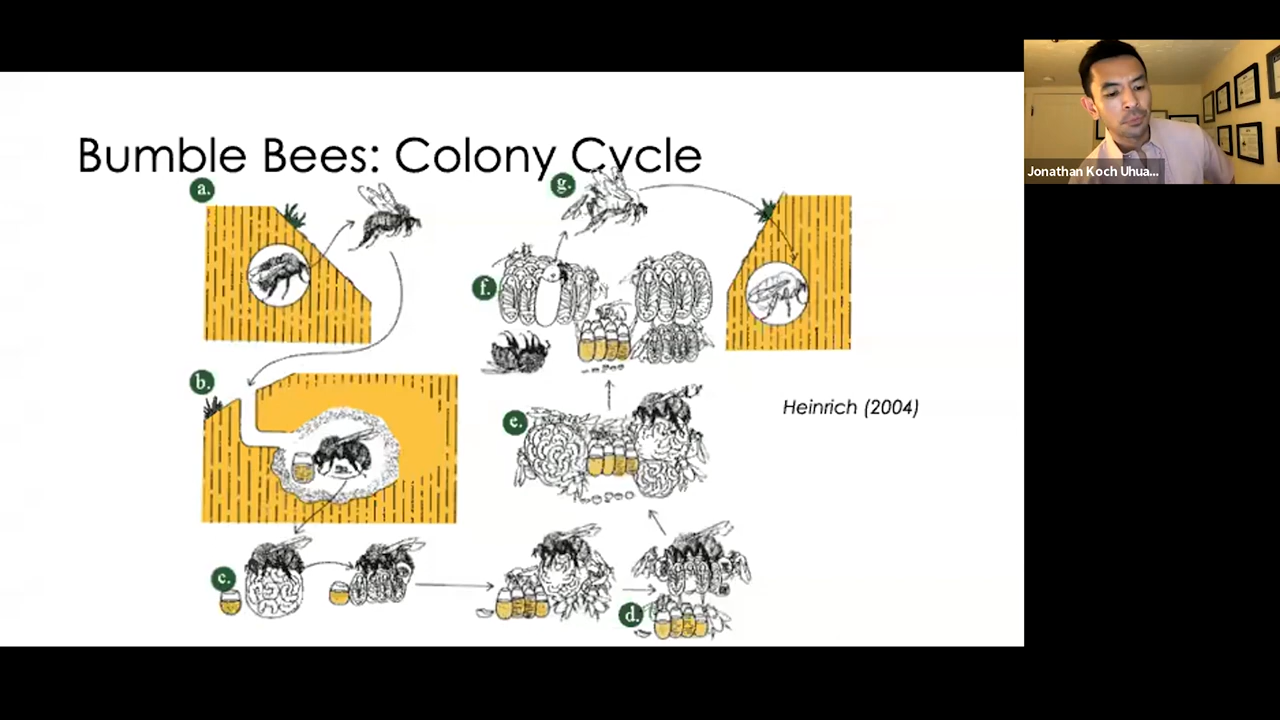 Bumble Bees: Colony Cycle
a.
b.
c.
d.
e.
f.
g.
Heinrich (2004)
Jonathan Koch Uhua...